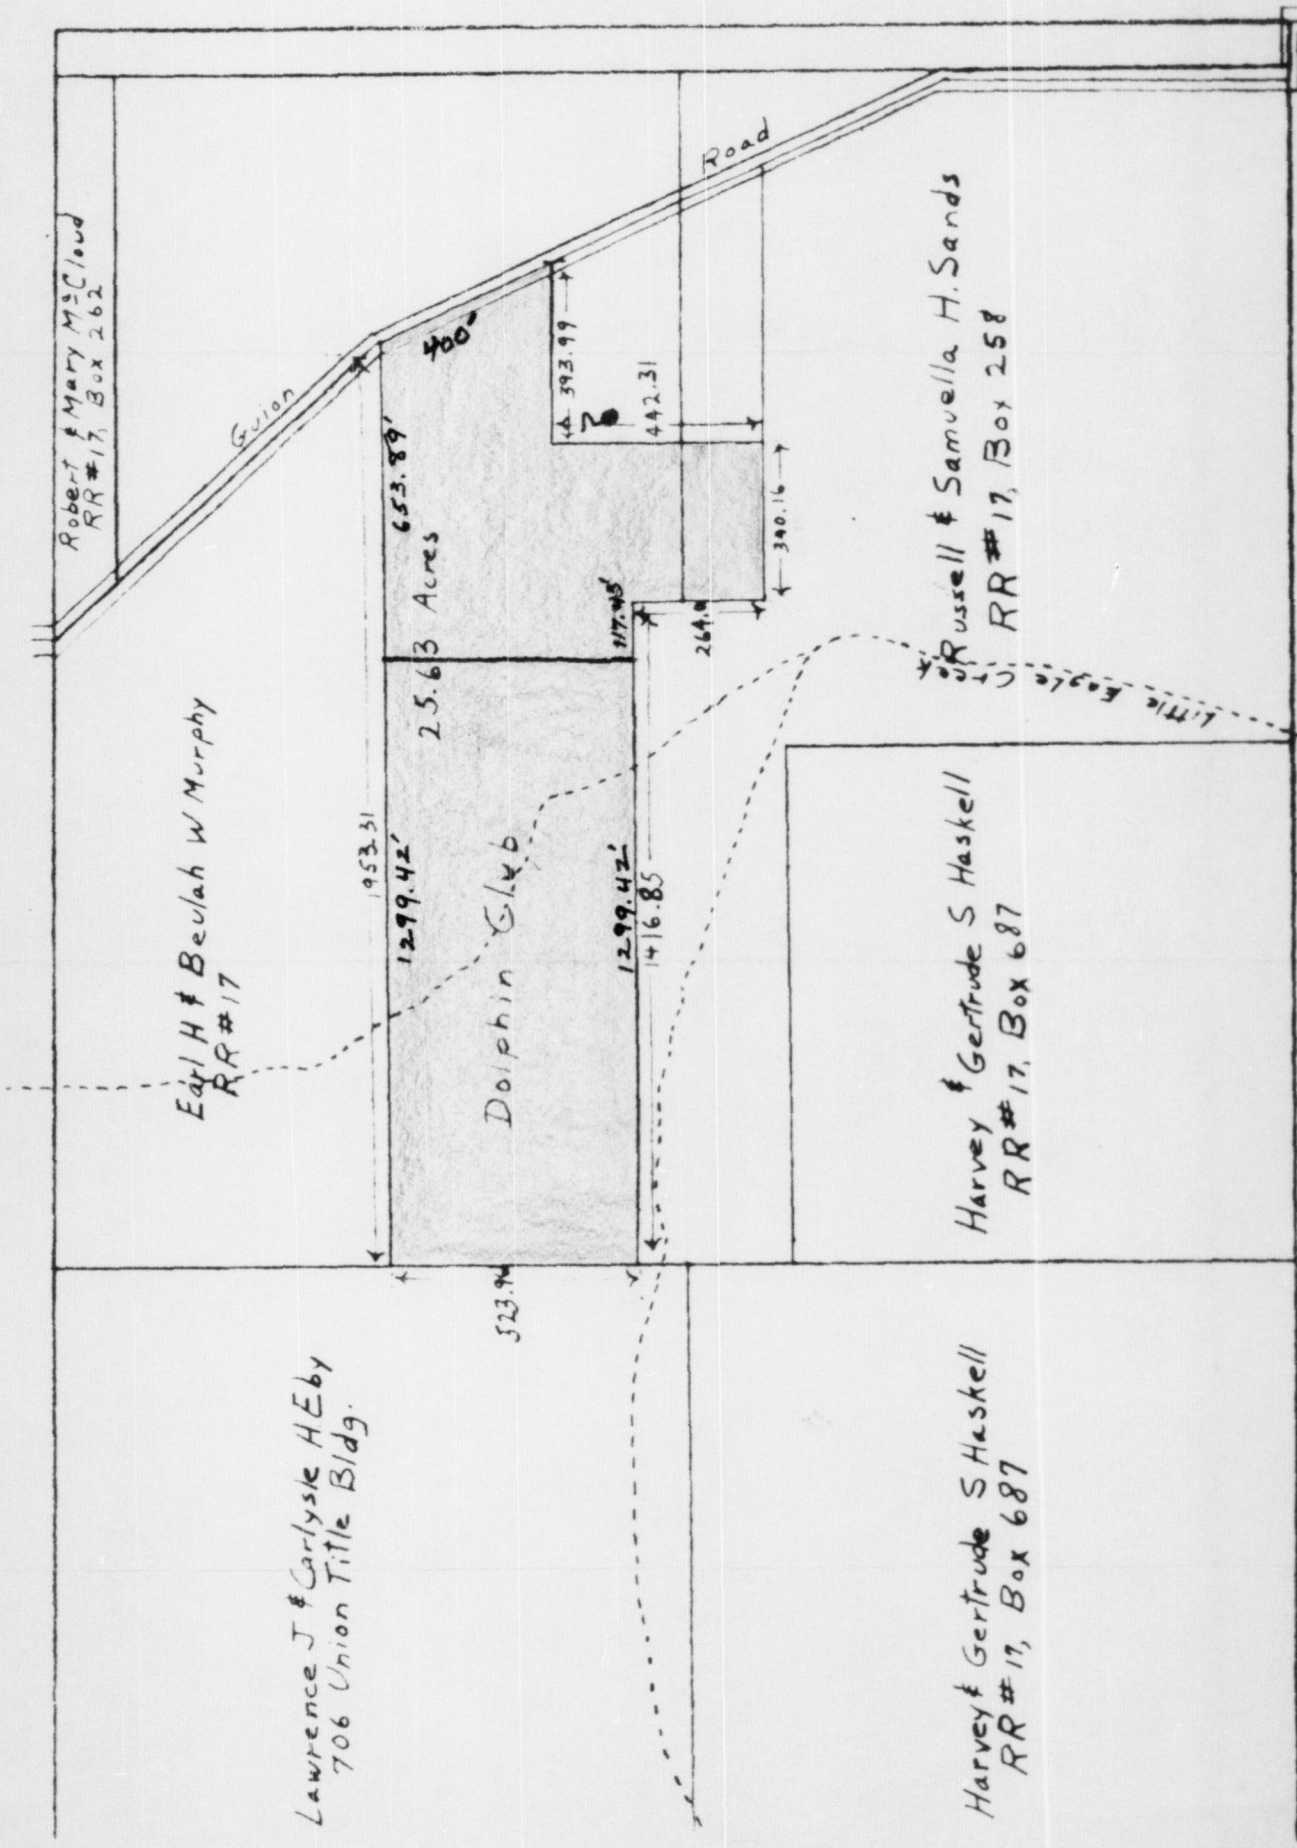 Robert & Mary McCloud
RR#17, Box 262
Guion
Road
400'
393.99
442.31
653.89'
340.16
117.45'
264.
25.63 Acres
Russell & Samuella H. Sands
RR#17, Box 258
Little Eagle Creek
Earl H & Beulah W Murphy
RR#17
1953.31
1299.42'
Dolphin Club
1299.42'
1416.85
Harvey & Gertrude S Haskell
RR#17, Box 687
523.96
Lawrence J & Carlysle H Eby
706 Union Title Bldg.
Harvey & Gertrude S Haskell
RR#17, Box 687